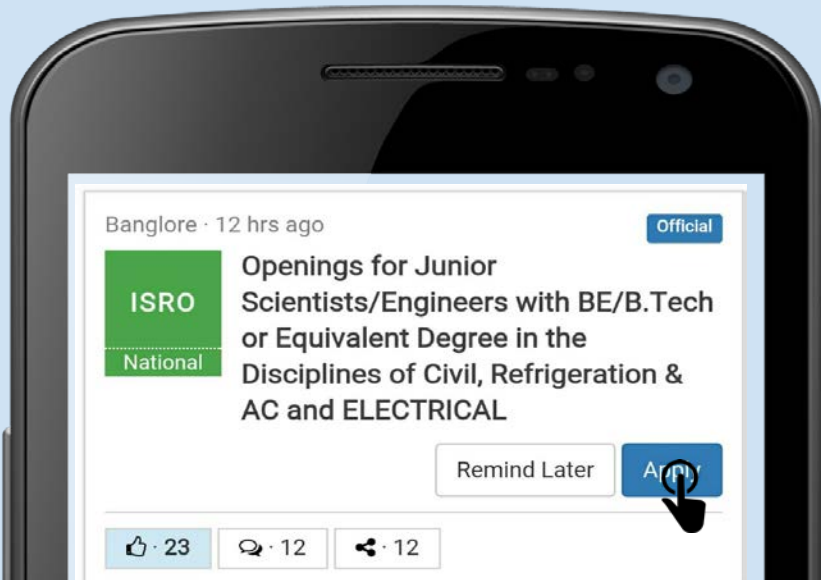 Banglore · 12 hrs ago
Official
ISRO
National
Openings for Junior
Scientists/Engineers with BE/B.Tech
or Equivalent Degree in the
Disciplines of Civil, Refrigeration &
AC and ELECTRICAL
Remind Later
Apply
· 23
· 12
· 12